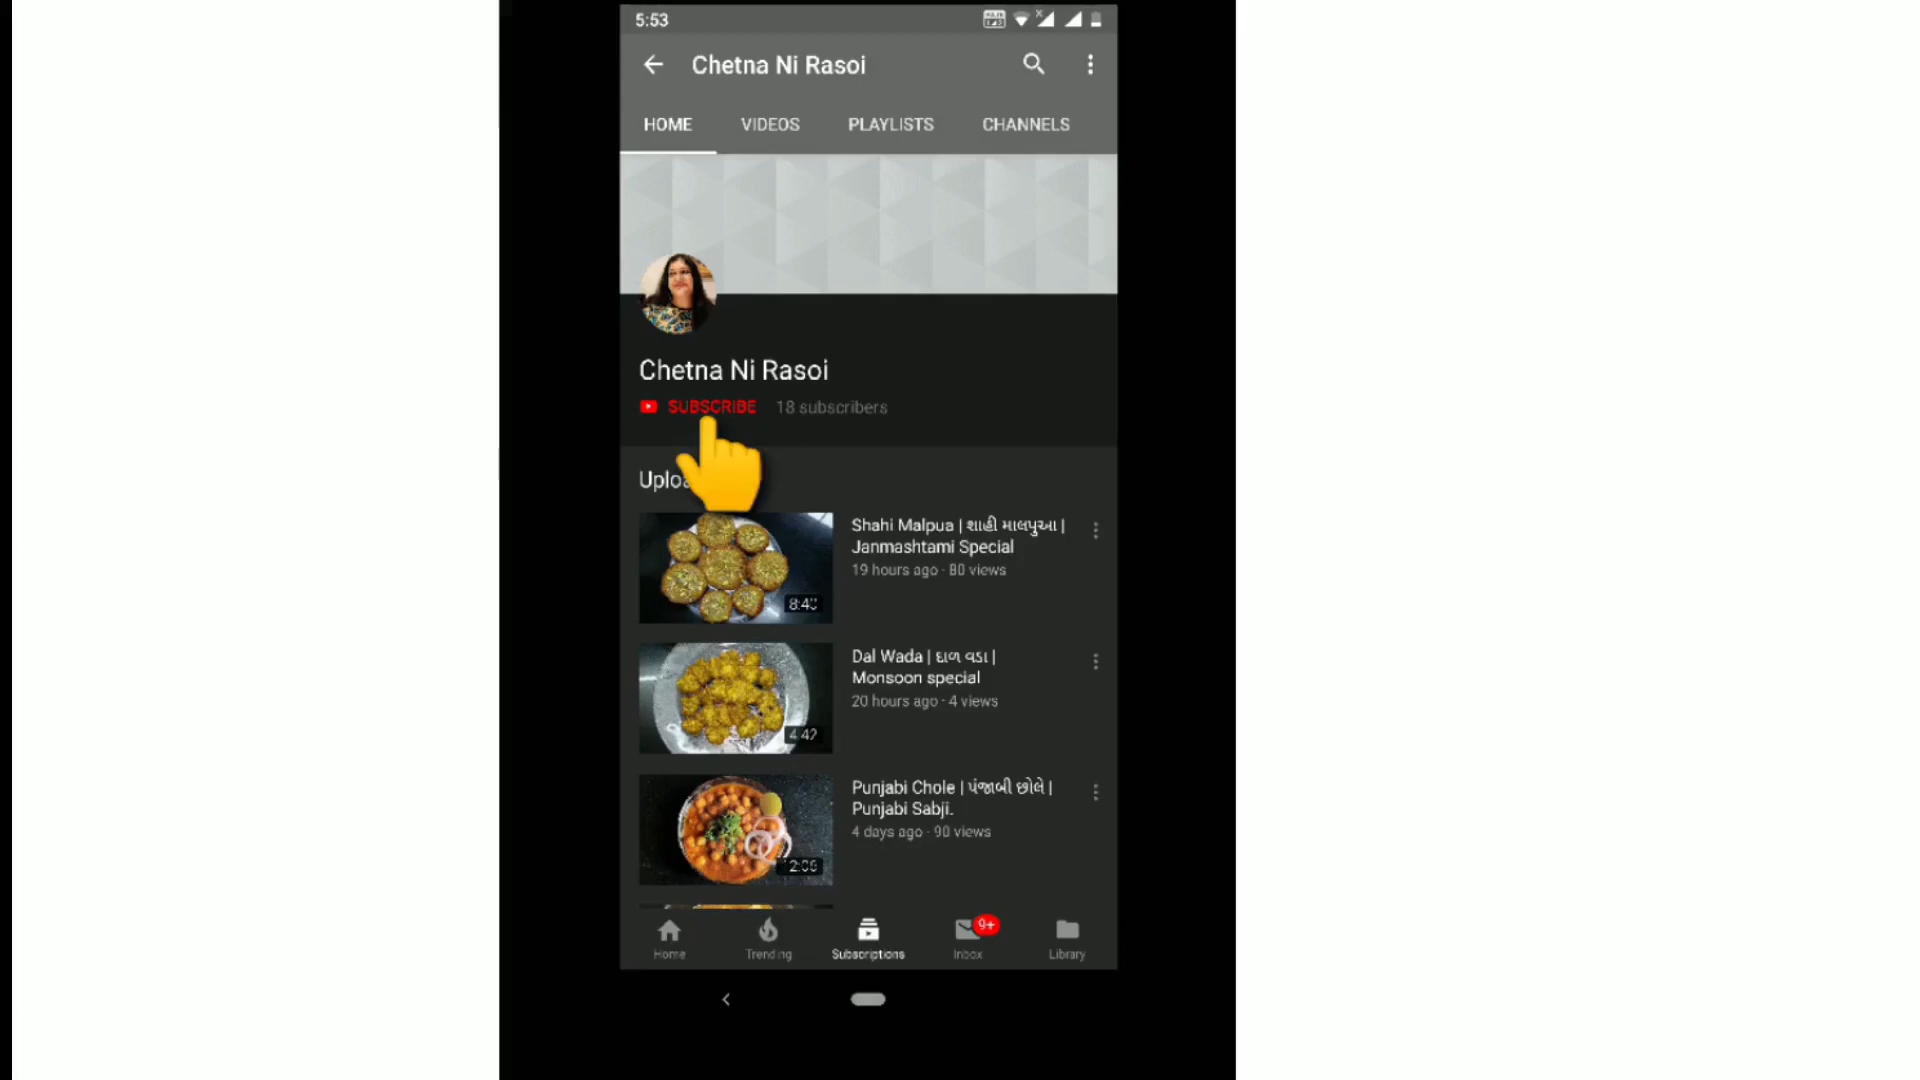 5:53
Chetna Ni Rasoi
HOME VIDEOS PLAYLISTS CHANNELS
Chetna Ni Rasoi
SUBSCRIBE 18 subscribers
Shahi Malpua | શાહી માલપુઆ |
Janmashtami Special
19 hours ago · 80 views
8:40
Dal Wada | દાળ વડા |
Monsoon special
20 hours ago · 4 views
4:42
Punjabi Chole | પંજાબી છોલે |
Punjabi Sabji.
4 days ago · 90 views
Home Trending Subscriptions 9+ Inbox Library